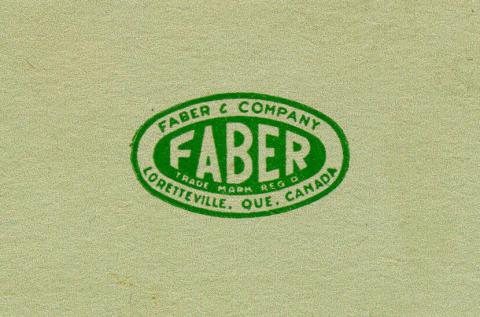 FABER & COMPANY
FABER
TRADE MARK REG'D
LORETTEVILLE, QUE, CANADA